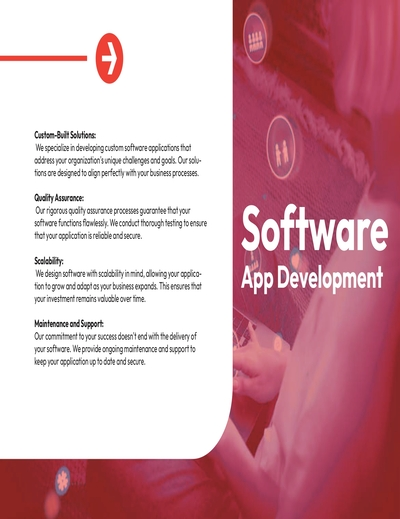 Custom-Built Solutions:
We specialize in developing custom software applications that
address your organization's unique challenges and goals. Our solu-
tions are designed to align perfectly with your business processes.
Quality Assurance:
Our rigorous quality assurance processes guarantee that your
software functions flawlessly. We conduct thorough testing to ensure
that your application is reliable and secure.
Scalability:
We design software with scalability in mind, allowing your applica-
tion to grow and adapt as your business expands. This ensures that
your investment remains valuable over time.
Maintenance and Support:
Our commitment to your success doesn't end with the delivery of
your software. We provide ongoing maintenance and support to
keep your application up to date and secure.
Software
App Development